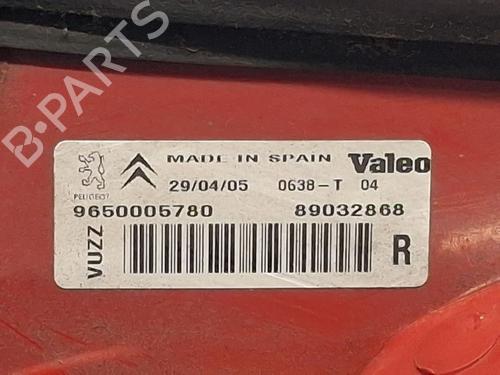 B-PARTS
MADE IN SPAIN Valeo
PEUGEOT
29/04/05 0638-T 04
9650005780 89032868
VUZZ
R